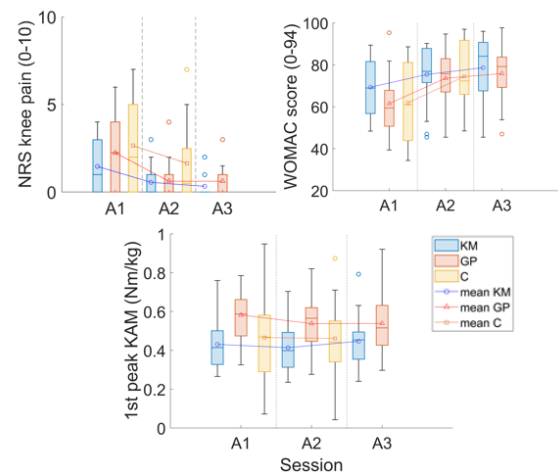 NRS knee pain (0-10)
10
5
0
A1 A2 A3
WOMAC score (0-94)
100
80
60
40
20
A1 A2 A3
1st peak KAM (Nm/kg)
1
0.8
0.6
0.4
0.2
0
A1 A2 A3
Session
KM
GP
C
mean KM
mean GP
mean C